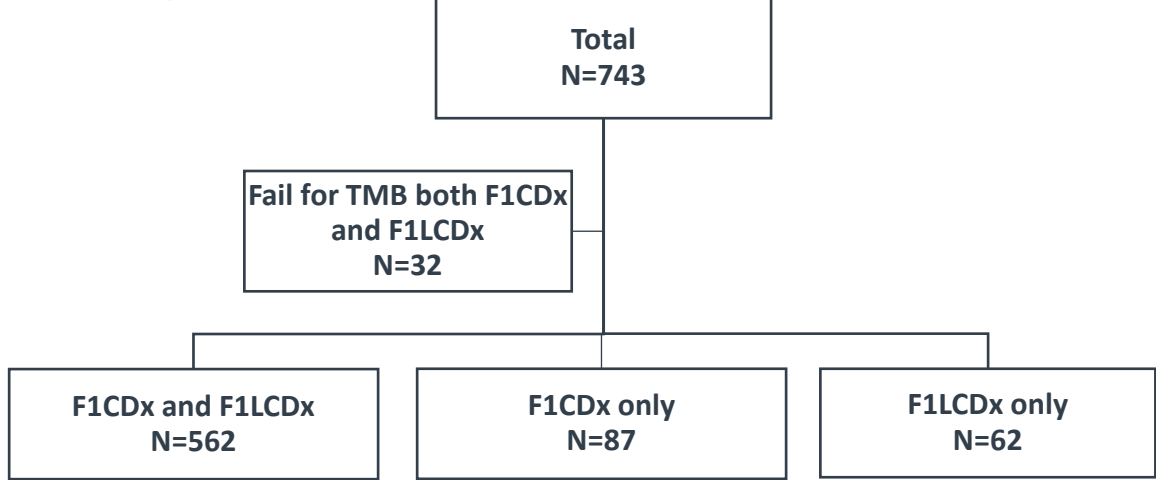 Total
N=743
Fail for TMB both F1CDx
and F1LCDx
N=32
F1CDx and F1LCDx
N=562
F1CDx only
N=87
F1LCDx only
N=62